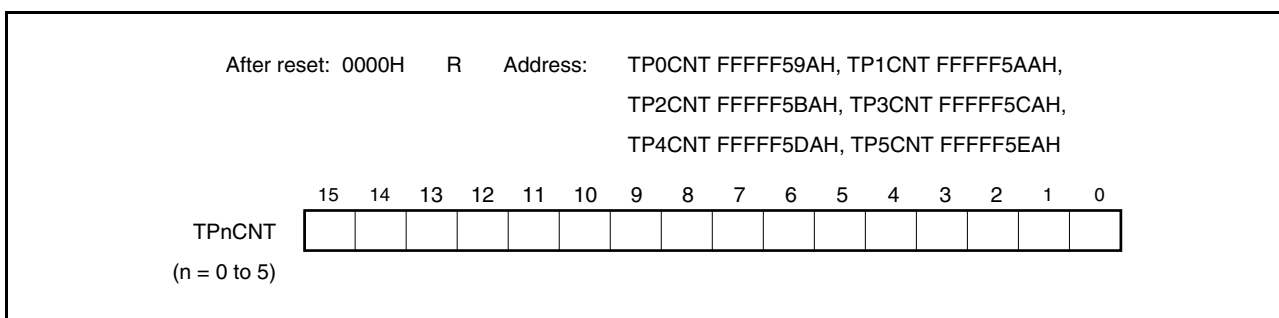 After reset: 0000H R Address: TP0CNT FFFFF59AH, TP1CNT FFFFF5AAH,
TP2CNT FFFFF5BAH, TP3CNT FFFFF5CAH,
TP4CNT FFFFF5DAH, TP5CNT FFFFF5EAH
15 14 13 12 11 10 9 8 7 6 5 4 3 2 1 0
TPnCNT
(n = 0 to 5)